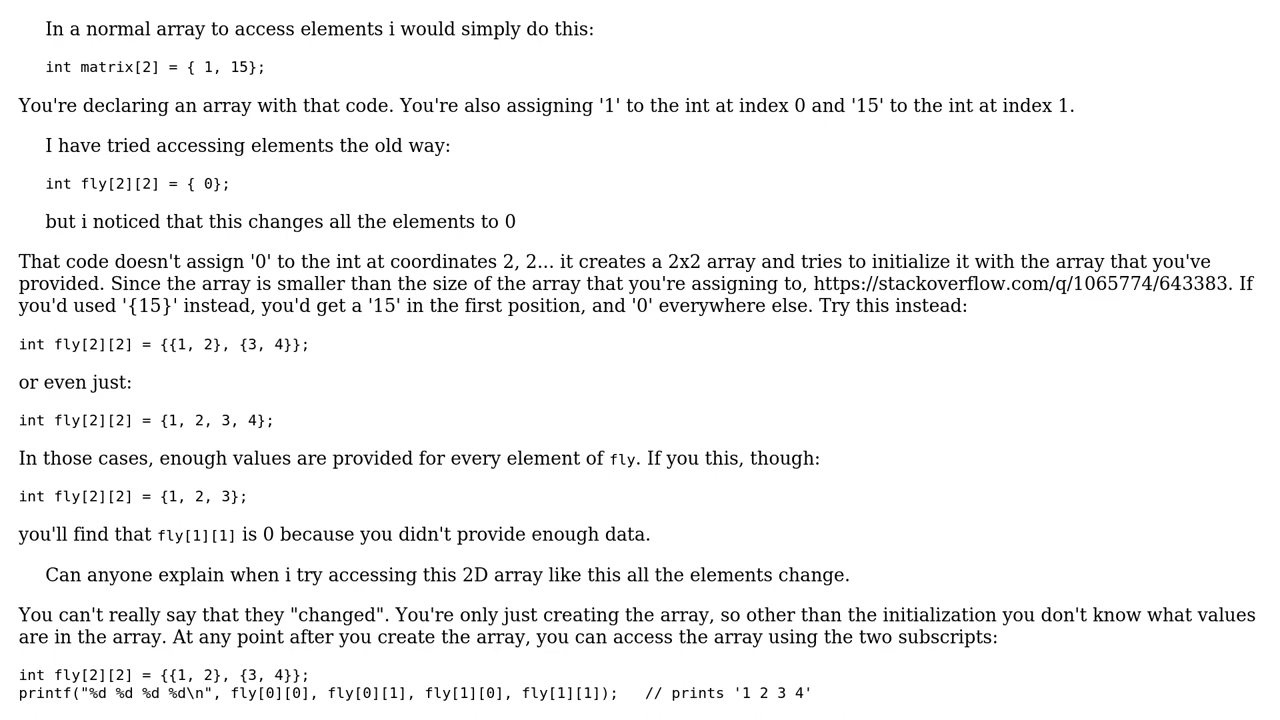 In a normal array to access elements i would simply do this:
int matrix[2] = { 1, 15};
You're declaring an array with that code. You're also assigning '1' to the int at index 0 and '15' to the int at index 1.
I have tried accessing elements the old way:
int fly[2][2] = { 0};
but i noticed that this changes all the elements to 0
That code doesn't assign '0' to the int at coordinates 2, 2... it creates a 2x2 array and tries to initialize it with the array that you've
provided. Since the array is smaller than the size of the array that you're assigning to, https://stackoverflow.com/q/1065774/643383. If
you'd used '{15}' instead, you'd get a '15' in the first position, and '0' everywhere else. Try this instead:
int fly[2][2] = {{1, 2}, {3, 4}};
or even just:
int fly[2][2] = {1, 2, 3, 4};
In those cases, enough values are provided for every element of fly. If you this, though:
int fly[2][2] = {1, 2, 3};
you'll find that fly[1][1] is 0 because you didn't provide enough data.
Can anyone explain when i try accessing this 2D array like this all the elements change.
You can't really say that they "changed". You're only just creating the array, so other than the initialization you don't know what values
are in the array. At any point after you create the array, you can access the array using the two subscripts:
int fly[2][2] = {{1, 2}, {3, 4}};
printf("%d %d %d %d\n", fly[0][0], fly[0][1], fly[1][0], fly[1][1]);   // prints '1 2 3 4'